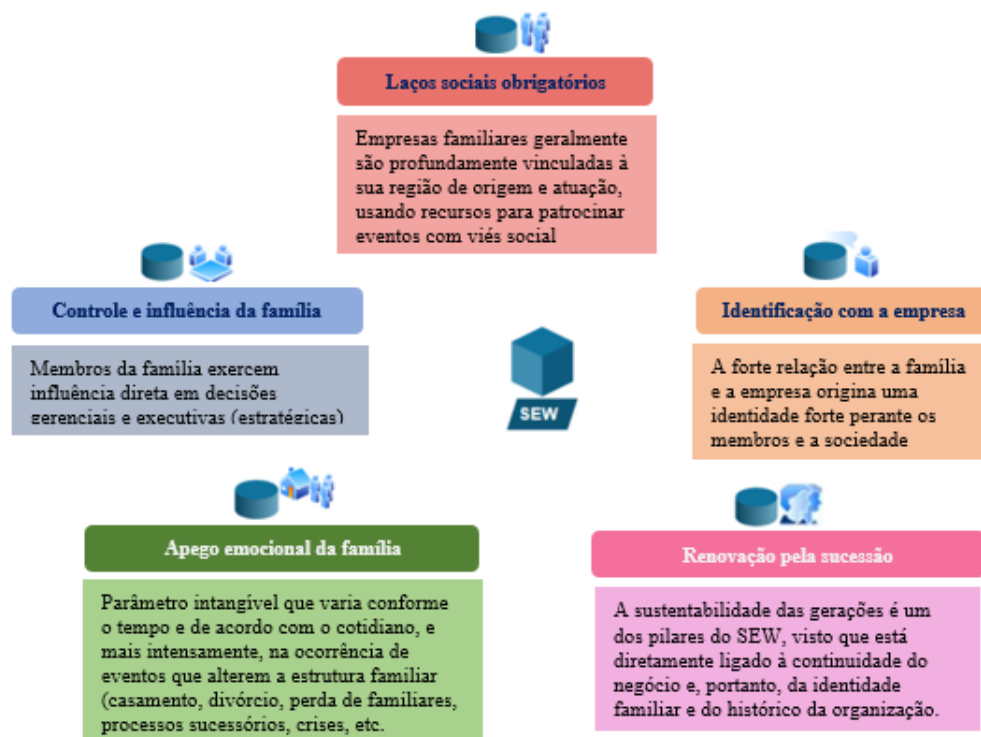 Laços sociais obrigatórios
Empresas familiares geralmente
são profundamente vinculadas à
sua região de origem e atuação,
usando recursos para patrocinar
eventos com viés social
Controle e influência da família
Membros da família exercem
influência direta em decisões
gerenciais e executivas (estratégicas)
SEW
Identificação com a empresa
A forte relação entre a família
e a empresa origina uma
identidade forte perante os
membros e a sociedade
Apego emocional da família
Parâmetro intangível que varia conforme
o tempo e de acordo com o cotidiano, e
mais intensamente, na ocorrência de
eventos que alterem a estrutura familiar
(casamento, divórcio, perda de familiares,
processos sucessórios, crises, etc.
Renovação pela sucessão
A sustentabilidade das gerações é um
dos pilares do SEW, visto que está
diretamente ligado à continuidade do
negócio e, portanto, da identidade
familiar e do histórico da organização.